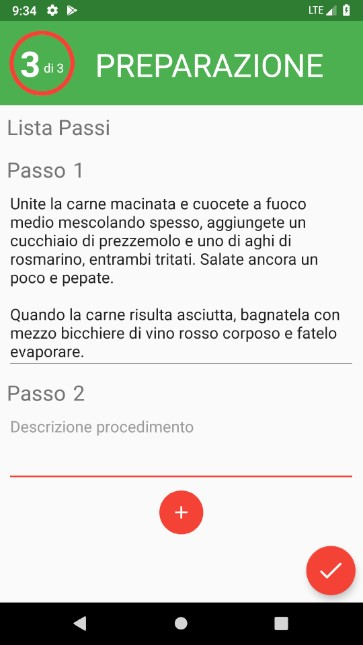 9:34
LTE
3 di 3
PREPARAZIONE
Lista Passi
Passo 1
Unite la carne macinata e cuocete a fuoco
medio mescolando spesso, aggiungete un
cucchiaio di prezzemolo e uno di aghi di
rosmarino, entrambi tritati. Salate ancora un
poco e pepate.
Quando la carne risulta asciutta, bagnatela con
mezzo bicchiere di vino rosso corposo e fatelo
evaporare.
Passo 2
Descrizione procedimento